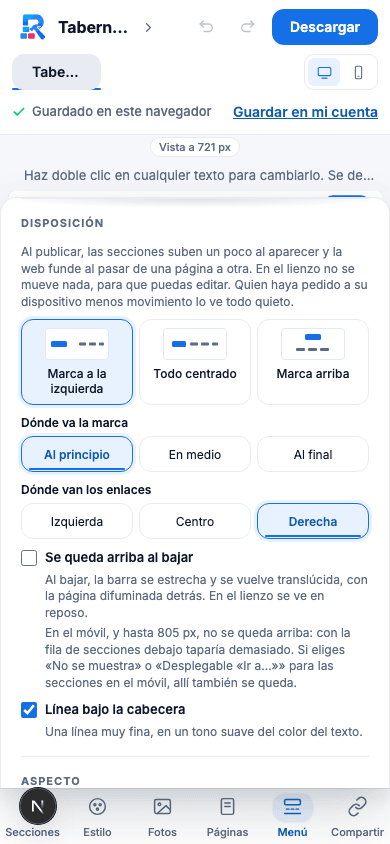 Tabern...
Descargar
Tabe...
Guardado en este navegador
Guardar en mi cuenta
Vista a 721 px
Haz doble clic en cualquier texto para cambiarlo. Se de...
DISPOSICIÓN
Al publicar, las secciones suben un poco al aparecer y la
web funde al pasar de una página a otra. En el lienzo no se
mueve nada, para que puedas editar. Quien haya pedido a su
dispositivo menos movimiento lo ve todo quieto.
Marca a la
izquierda
Todo centrado
Marca arriba
Dónde va la marca
Al principio
En medio
Al final
Dónde van los enlaces
Izquierda
Centro
Derecha
Se queda arriba al bajar
Al bajar, la barra se estrecha y se vuelve translúcida, con
la página difuminada detrás. En el lienzo se ve en
reposo.
En el móvil, y hasta 805 px, no se queda arriba: con la
fila de secciones debajo taparía demasiado. Si eliges
«No se muestra» o «Desplegable «Ir a...»» para las
secciones en el móvil, allí también se queda.
Línea bajo la cabecera
Una línea muy fina, en un tono suave del color del texto.
ASPECTO
N
Secciones
Estilo
Fotos
Páginas
Menú
Compartir